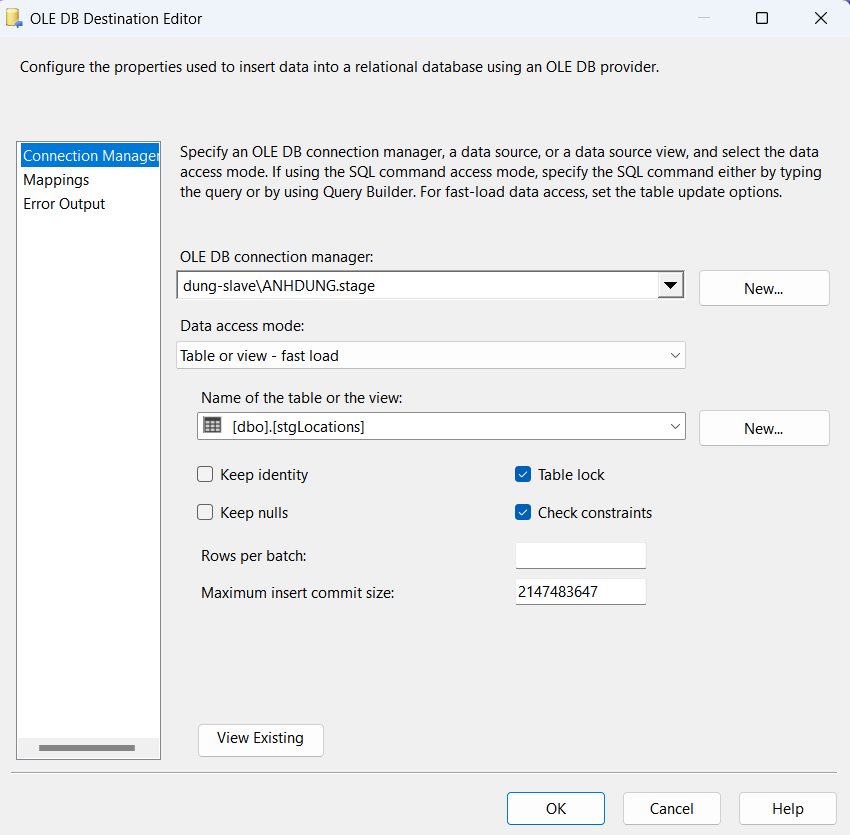 OLE DB Destination Editor
Configure the properties used to insert data into a relational database using an OLE DB provider.
Connection Manager
Mappings
Error Output
Specify an OLE DB connection manager, a data source, or a data source view, and select the data
access mode. If using the SQL command access mode, specify the SQL command either by typing
the query or by using Query Builder. For fast-load data access, set the table update options.
OLE DB connection manager:
dung-slave\ANHDUNG.stage
New...
Data access mode:
Table or view - fast load
Name of the table or the view:
[dbo].[stgLocations]
New...
Keep identity
Table lock
Keep nulls
Check constraints
Rows per batch:
Maximum insert commit size:
2147483647
View Existing
OK
Cancel
Help